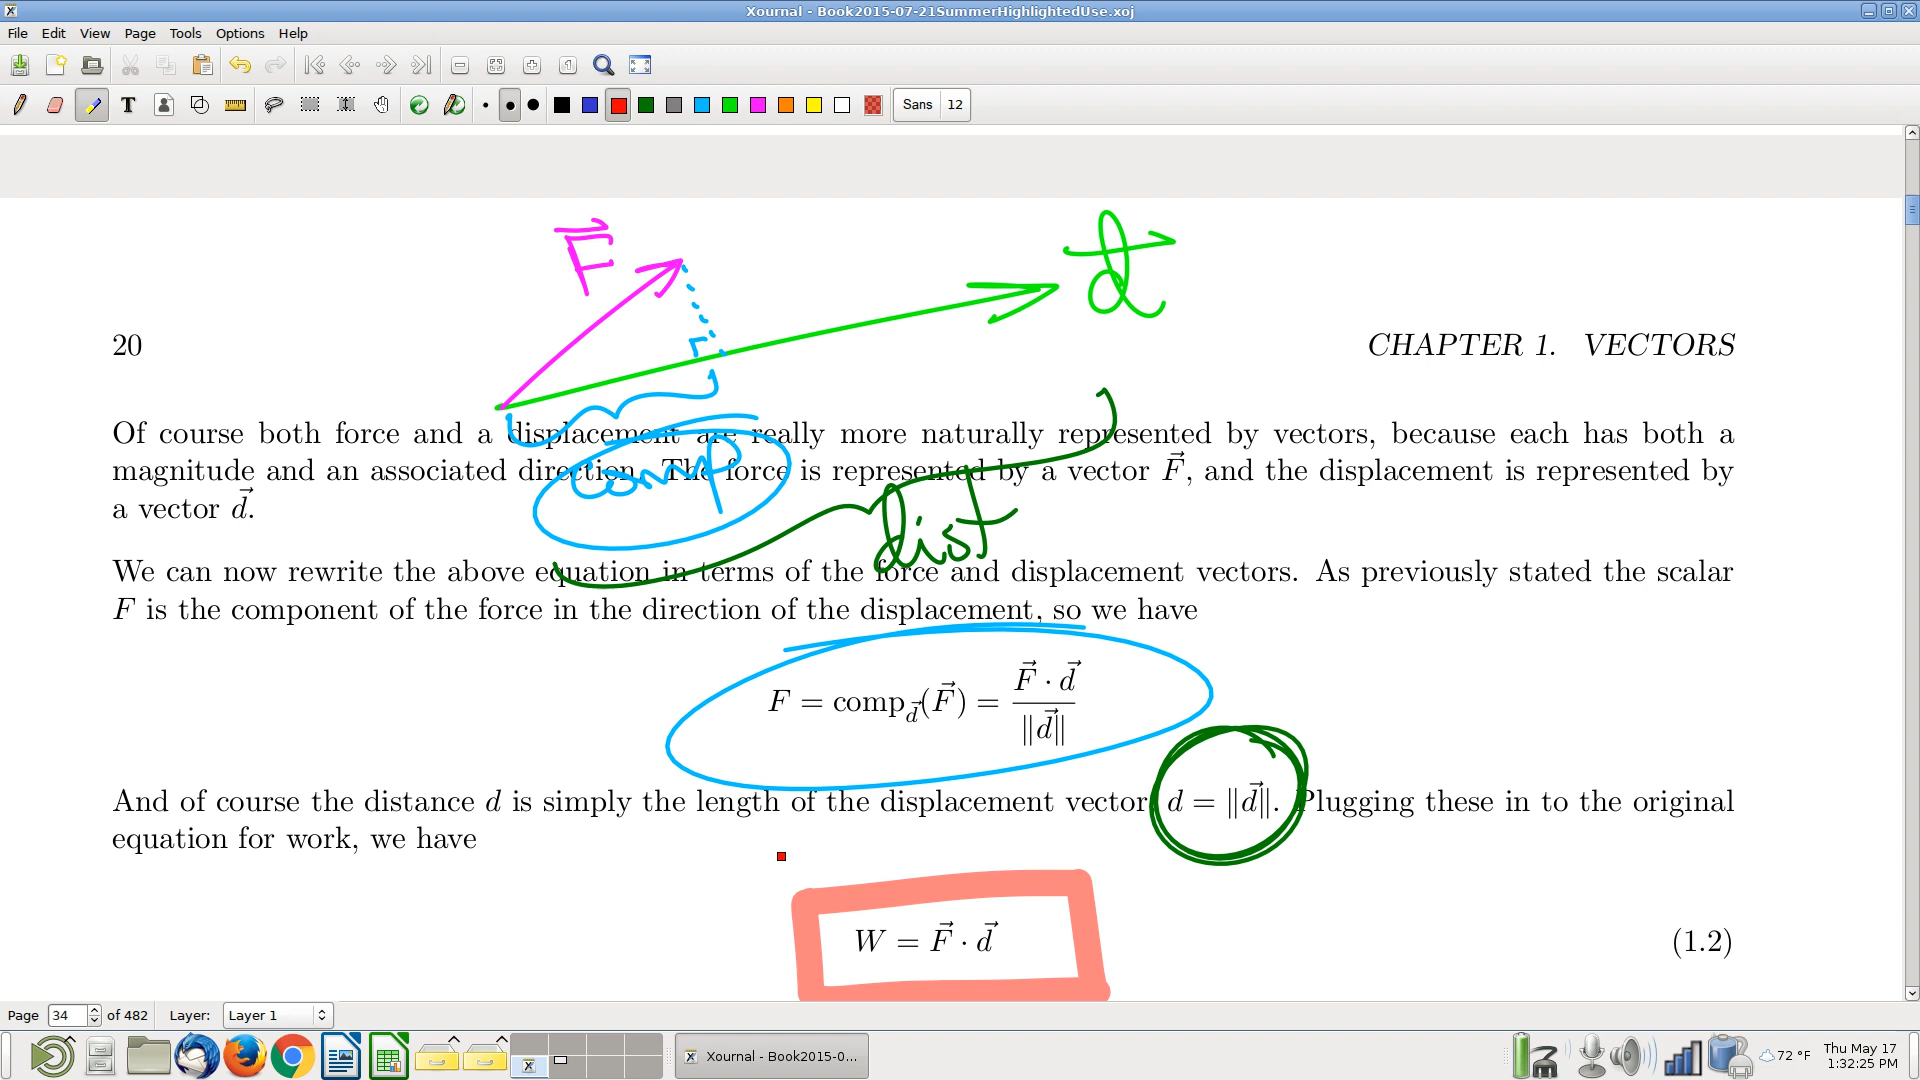 Xournal - Book2015-07-21SummerHighlightedUse.xoj
File Edit View Page Tools Options Help
Sans 12
F⃗
d⃗
20 CHAPTER 1. VECTORS
Of course both force and a displacement are really more naturally represented by vectors, because each has both a
magnitude and an associated direction. The force is represented by a vector F⃗, and the displacement is represented by
a vector d⃗.
comp
dist
We can now rewrite the above equation in terms of the force and displacement vectors. As previously stated the scalar
F is the component of the force in the direction of the displacement, so we have
F = comp_d⃗(F⃗) = F⃗ · d⃗ / ‖d⃗‖
And of course the distance d is simply the length of the displacement vector d = ‖d⃗‖. Plugging these in to the original
equation for work, we have
W = F⃗ · d⃗ (1.2)
Page 34 of 482 Layer: Layer 1
Xournal - Book2015-0...
72 °F
Thu May 17
1:32:25 PM